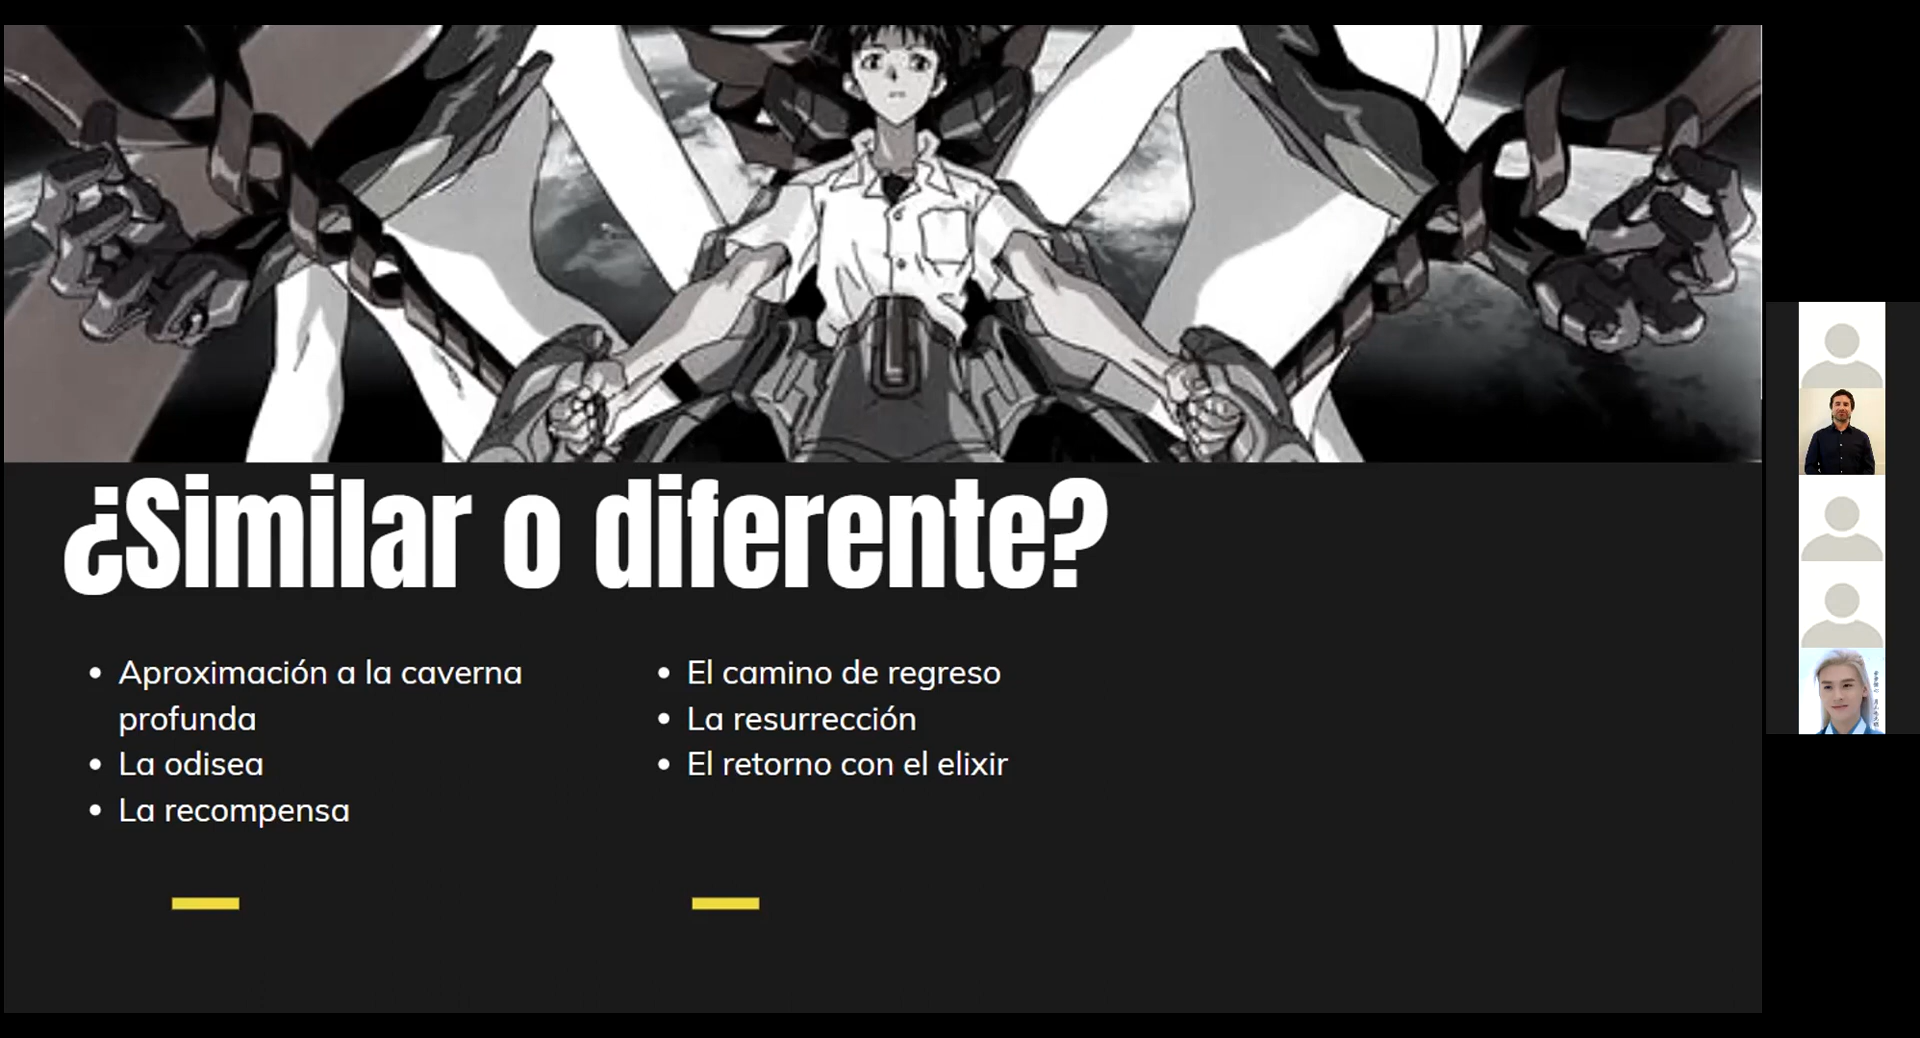 ¿Similar o diferente?
• Aproximación a la caverna
profunda
• La odisea
• La recompensa
• El camino de regreso
• La resurrección
• El retorno con el elixir